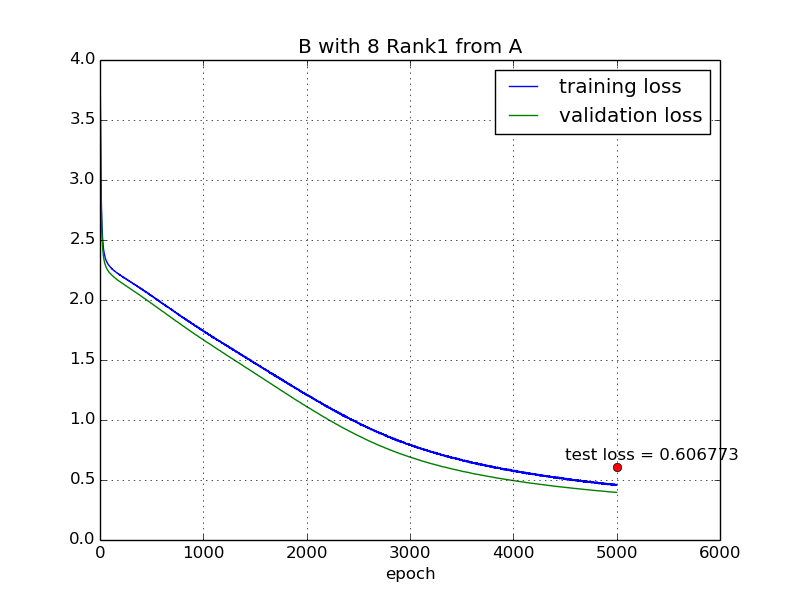 B with 8 Rank1 from A
training loss
validation loss
4.0
3.5
3.0
2.5
2.0
1.5
1.0
0.5
0.0
test loss = 0.606773
0 1000 2000 3000 4000 5000 6000
epoch